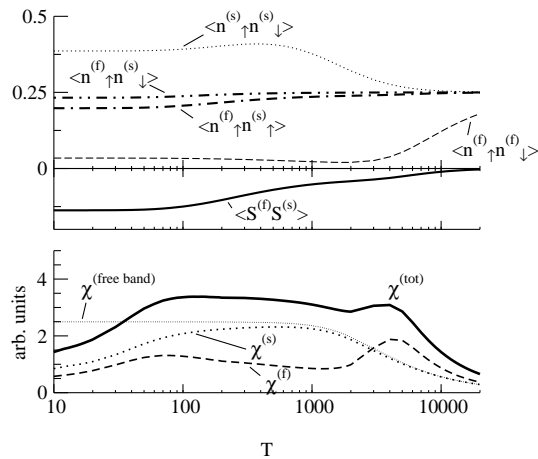 0.5
<n^(s)_↑n^(s)_↓>
<n^(f)_↑n^(s)_↓>
0.25
<n^(f)_↑n^(s)_↑>
<n^(f)_↑n^(f)_↓>
0
<S^(f)S^(s)>
arb. units
4
2
0
χ^(free band)
χ^(tot)
χ^(s)
χ^(f)
10 100 1000 10000
T